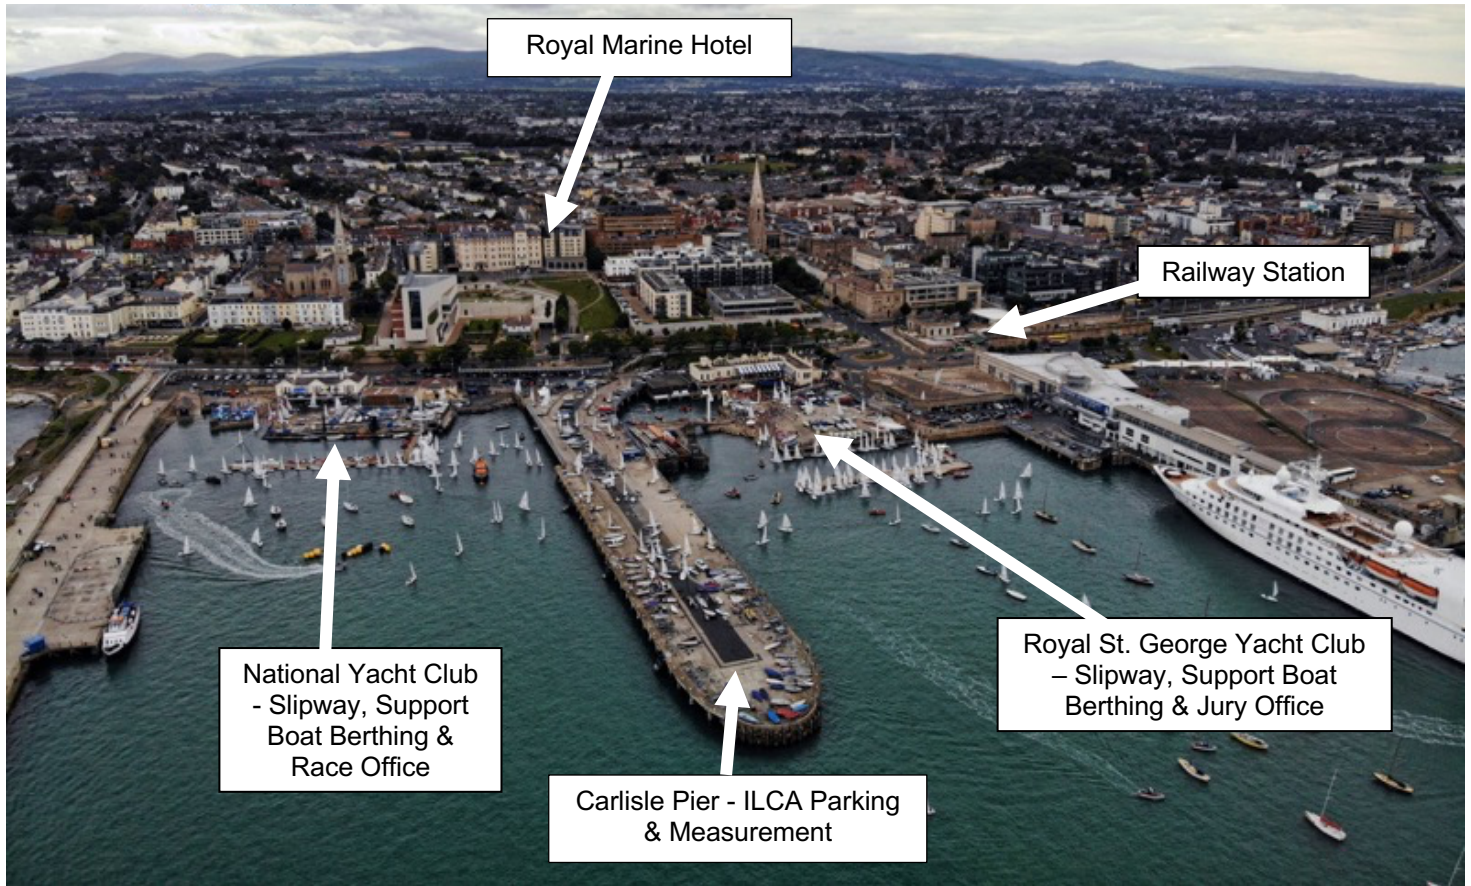 Royal Marine Hotel
Railway Station
National Yacht Club
- Slipway, Support
Boat Berthing &
Race Office
Royal St. George Yacht Club
– Slipway, Support Boat
Berthing & Jury Office
Carlisle Pier - ILCA Parking
& Measurement